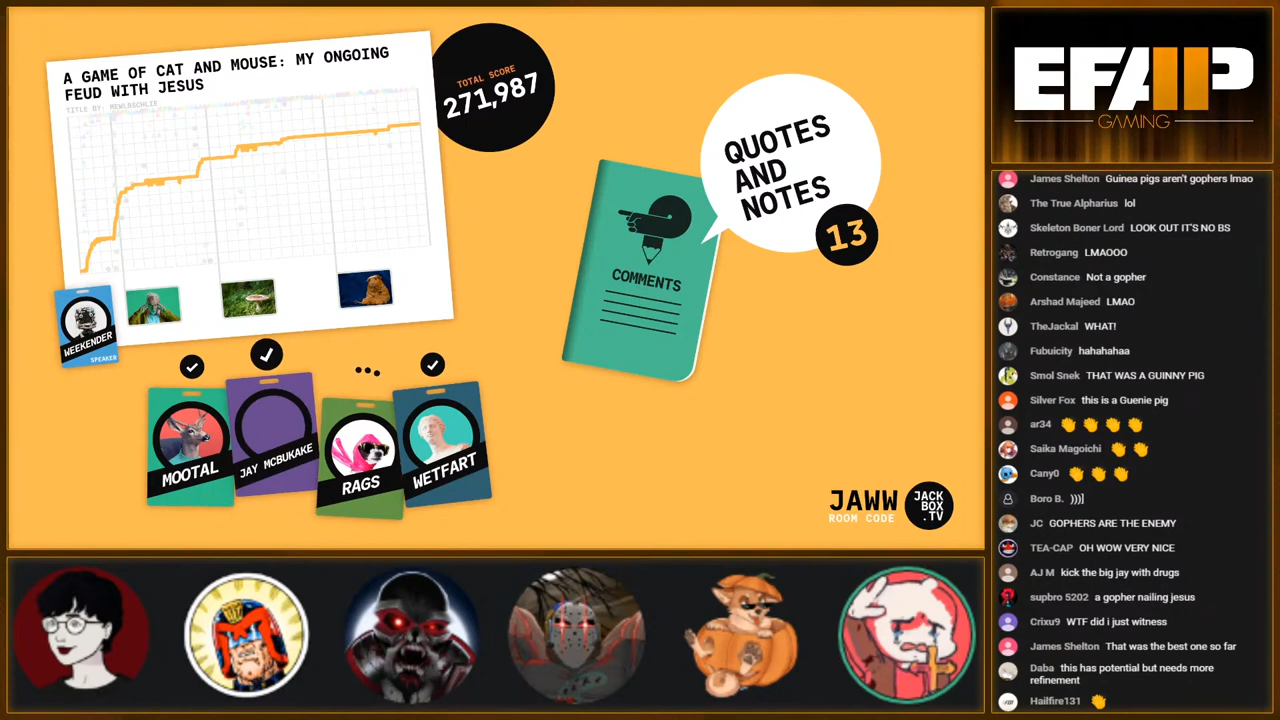 A GAME OF CAT AND MOUSE: MY ONGOING
FEUD WITH JESUS
TITLE BY: MEWLBSCHLIE
TOTAL SCORE
271,987
WEEKENDER
SPEAKER
QUOTES
AND
NOTES
13
COMMENTS
MOOTAL
JAY MCBUKAKE
RAGS
WETFART
JAWW
ROOM CODE
JACK
BOX
.TV
EFAP
GAMING
James Shelton Guinea pigs aren't gophers lmao
The True Alpharius lol
Skeleton Boner Lord LOOK OUT IT'S NO BS
Retrogang LMAOOO
Constance Not a gopher
Arshad Majeed LMAO
TheJackal WHAT!
Fubuicity hahahahaa
Smol Snek THAT WAS A GUINNY PIG
Silver Fox this is a Guenie pig
ar34 👏 👏 👏 👏
Saika Magoichi 👏 👏
Cany0 👏 👏 👏
Boro B. ))))]
JC GOPHERS ARE THE ENEMY
TEA-CAP OH WOW VERY NICE
AJ M kick the big jay with drugs
supbro 5202 a gopher nailing jesus
Crixu9 WTF did i just witness
James Shelton That was the best one so far
Daba this has potential but needs more
refinement
Hailfire131 👏